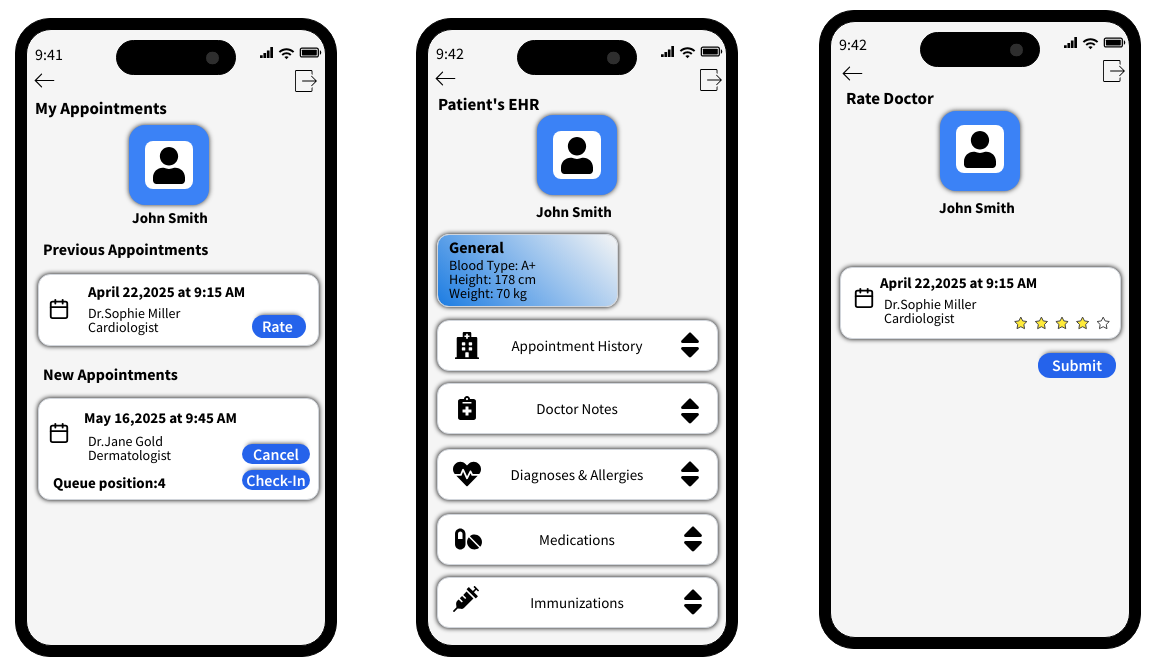 9:41
My Appointments
John Smith
Previous Appointments
April 22,2025 at 9:15 AM
Dr.Sophie Miller
Cardiologist
Rate
New Appointments
May 16,2025 at 9:45 AM
Dr.Jane Gold
Dermatologist
Cancel
Queue position:4
Check-In
9:42
Patient's EHR
John Smith
General
Blood Type: A+
Height: 178 cm
Weight: 70 kg
Appointment History
Doctor Notes
Diagnoses & Allergies
Medications
Immunizations
9:42
Rate Doctor
John Smith
April 22,2025 at 9:15 AM
Dr.Sophie Miller
Cardiologist
Submit